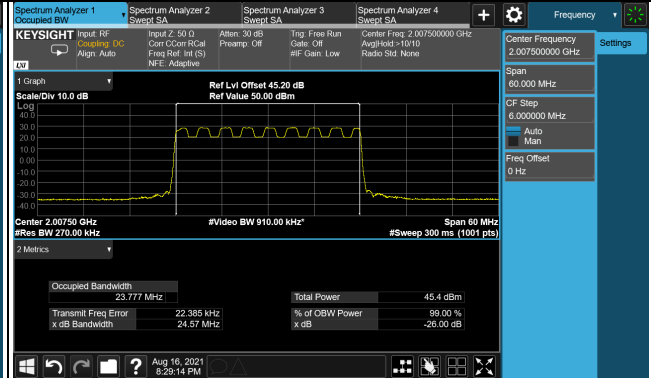 Spectrum Analyzer 1
Occupied BW
Spectrum Analyzer 2
Swept SA
Spectrum Analyzer 3
Swept SA
Spectrum Analyzer 4
Swept SA
+
Frequency
KEYSIGHT
LXI
Input: RF
Coupling: DC
Align: Auto
Input Z: 50 Ω
Corr CCorr RCal
Freq Ref: Int (S)
NFE: Adaptive
Atten: 30 dB
Preamp: Off
Trig: Free Run
Gate: Off
#IF Gain: Low
Center Freq: 2.007500000 GHz
Avg|Hold:>10/10
Radio Std: None
Center Frequency
2.007500000 GHz
Settings
Span
60.000 MHz
CF Step
6.000000 MHz
Auto
Man
Freq Offset
0 Hz
1 Graph
Scale/Div 10.0 dB
Ref Lvl Offset 45.20 dB
Ref Value 50.00 dBm
Log
40.0
30.0
20.0
10.0
0.00
-10.0
-20.0
-30.0
-40.0
Center 2.00750 GHz
#Video BW 910.00 kHz*
Span 60 MHz
#Res BW 270.00 kHz
#Sweep 300 ms (1001 pts)
2 Metrics
Occupied Bandwidth
23.777 MHz
Total Power 45.4 dBm
Transmit Freq Error 22.385 kHz
% of OBW Power 99.00 %
x dB Bandwidth 24.57 MHz
x dB -26.00 dB
?
Aug 16, 2021
8:29:14 PM